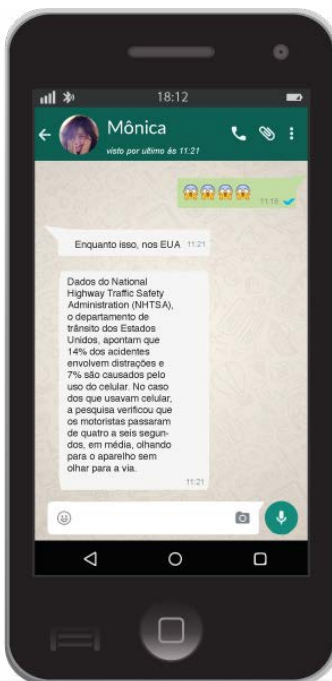 18:12
Mônica
visto por ultimo às 11:21
11:18
Enquanto isso, nos EUA 11:21
Dados do National
Highway Traffic Safety
Administration (NHTSA),
o departamento de
trânsito dos Estados
Unidos, apontam que
14% dos acidentes
envolvem distrações e
7% são causados pelo
uso do celular. No caso
dos que usavam celular,
a pesquisa verificou que
os motoristas passaram
de quatro a seis segun-
dos, em média, olhando
para o aparelho sem
olhar para a via.
11:21